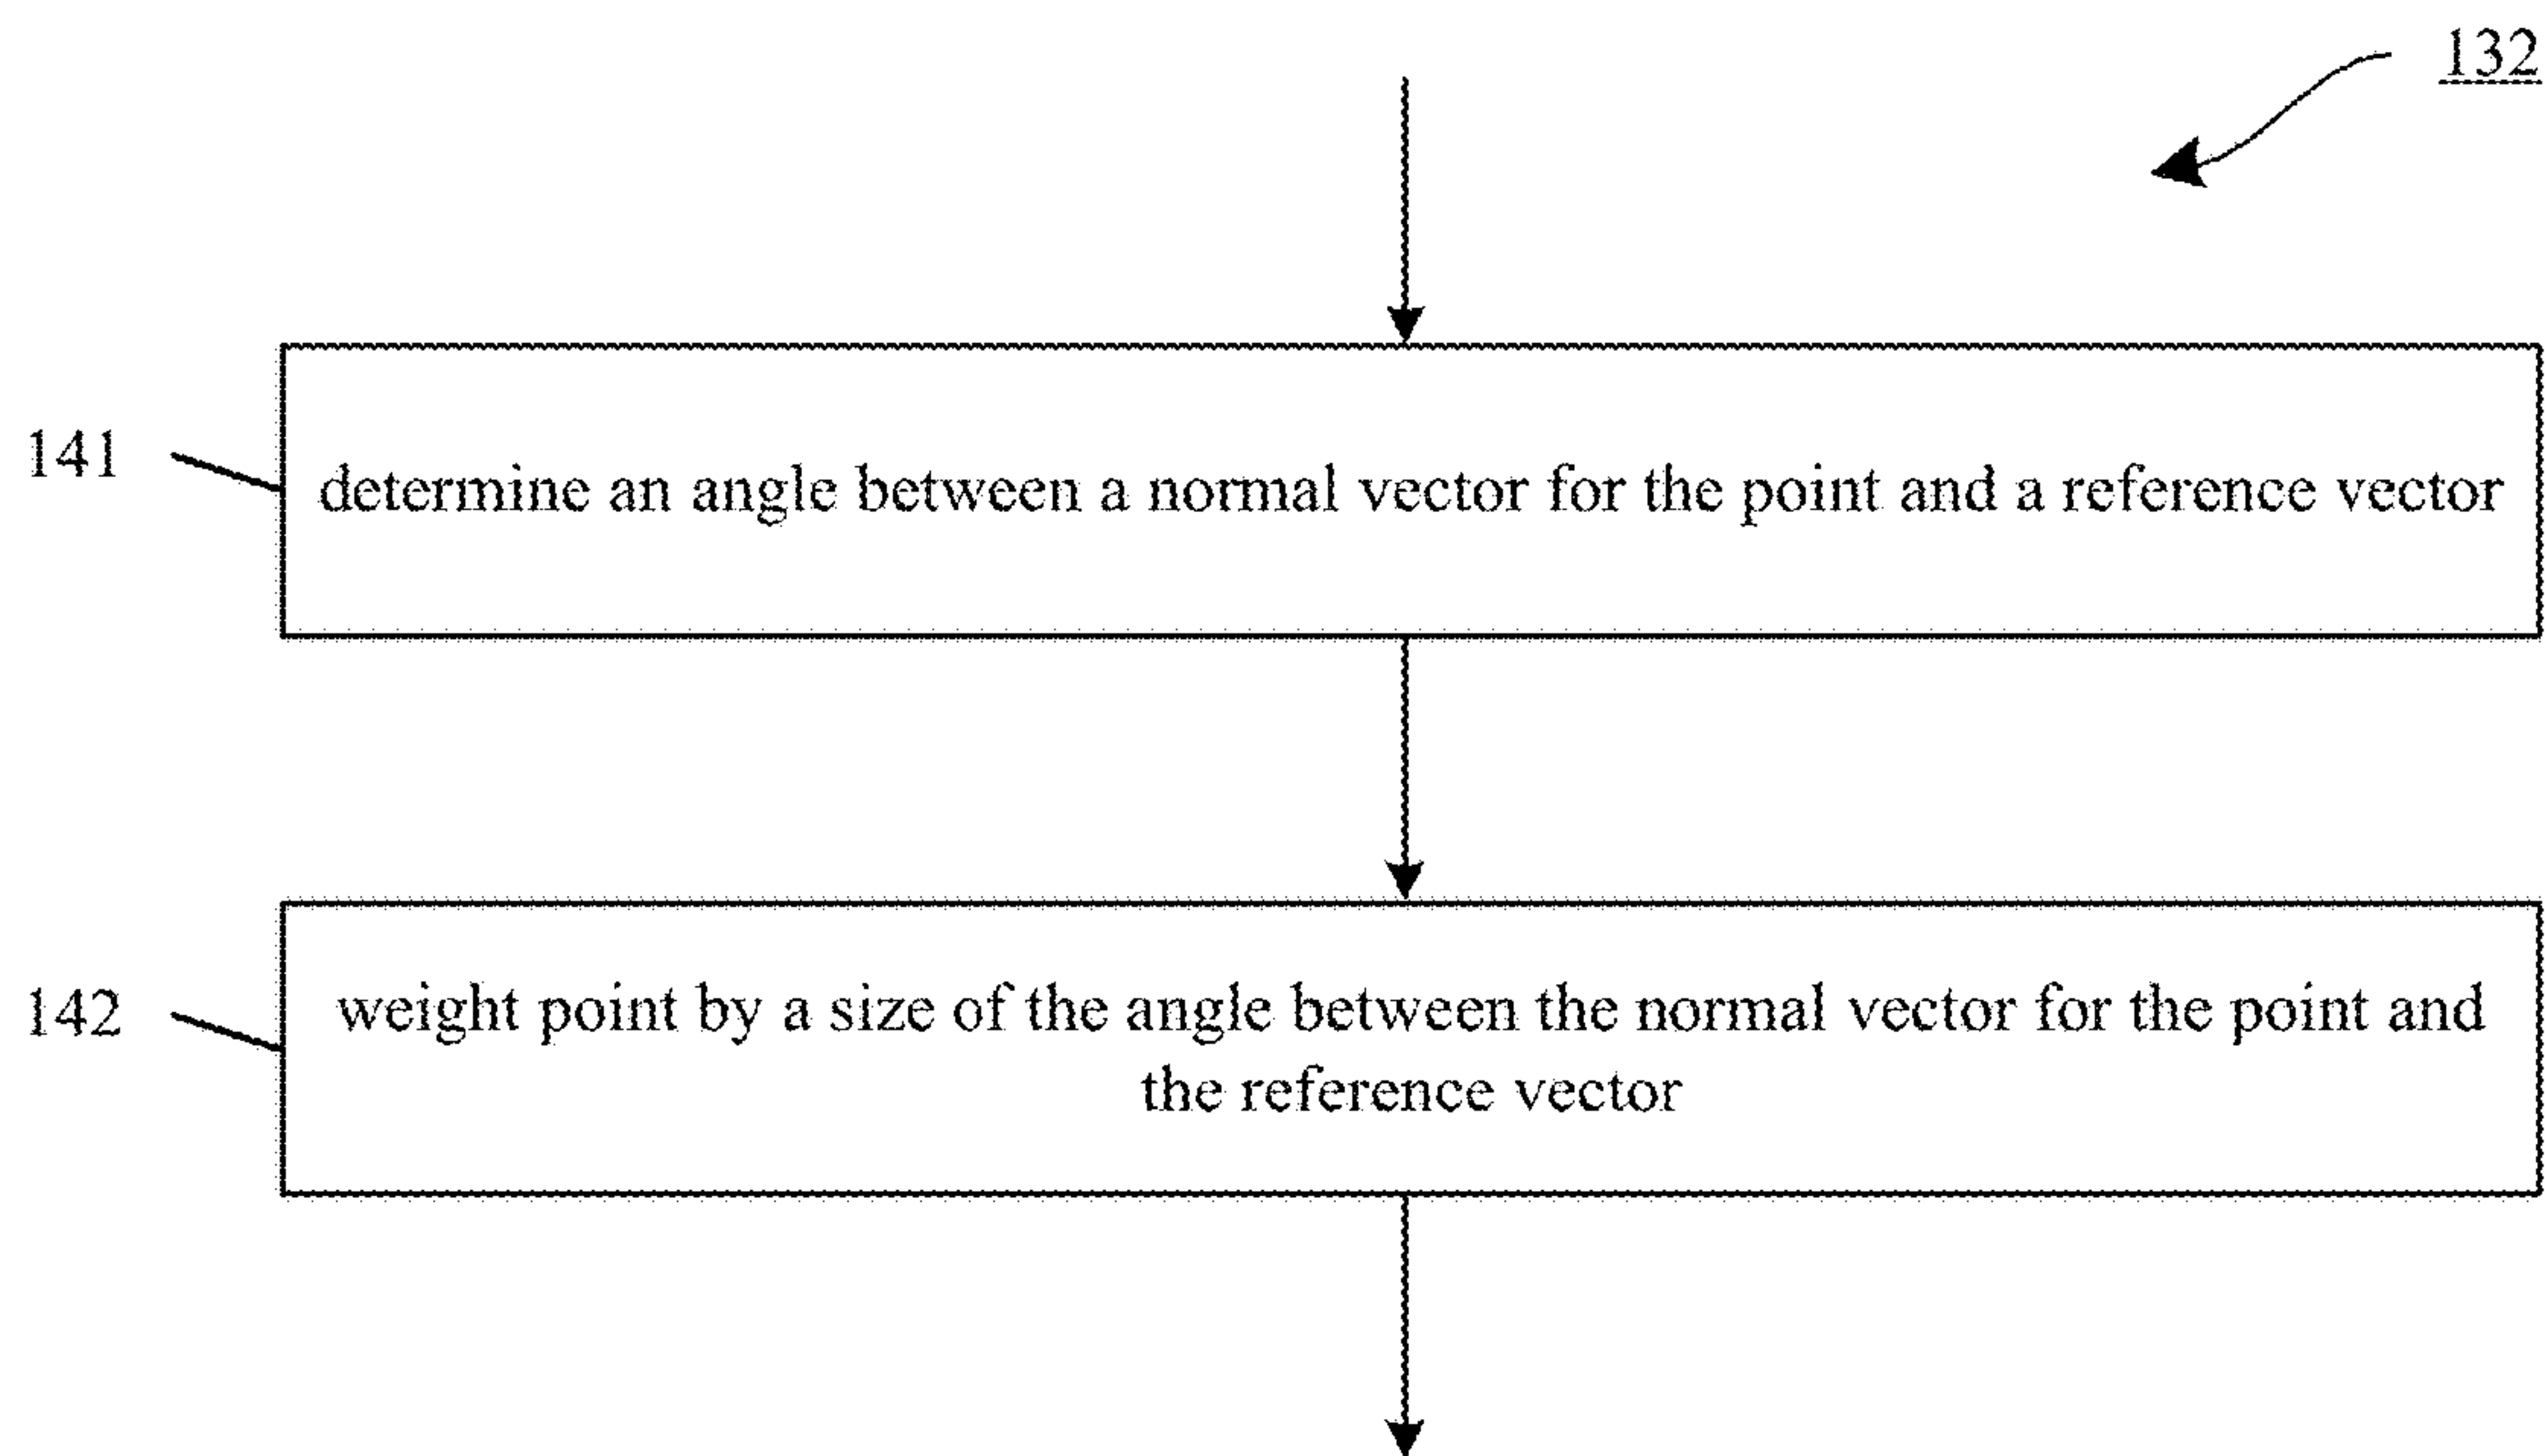 132
141
determine an angle between a normal vector for the point and a reference vector
142
weight point by a size of the angle between the normal vector for the point and
the reference vector